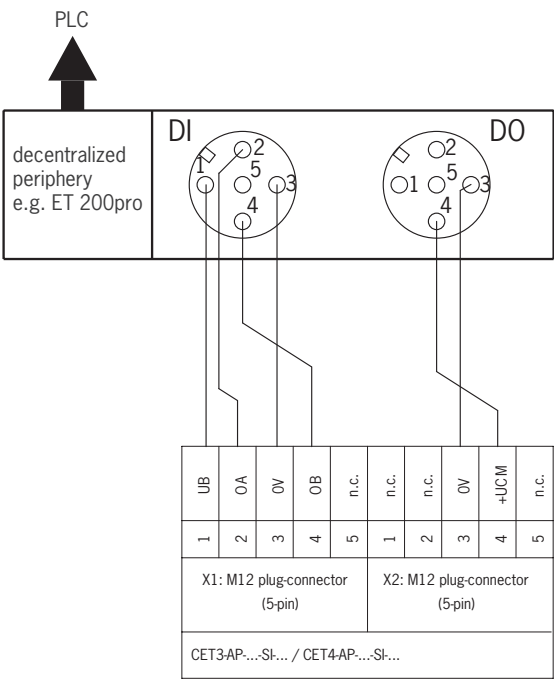 PLC
DI
DO
decentralized
periphery
e.g. ET 200pro
1
2
5
3
4
2
1
5
3
4
UB
OA
0V
OB
n.c.
n.c.
n.c.
0V
+UCM
n.c.
1
2
3
4
5
1
2
3
4
5
X1: M12 plug-connector
(5-pin)
X2: M12 plug-connector
(5-pin)
CET3-AP-...-SI-... / CET4-AP-...-SI-...